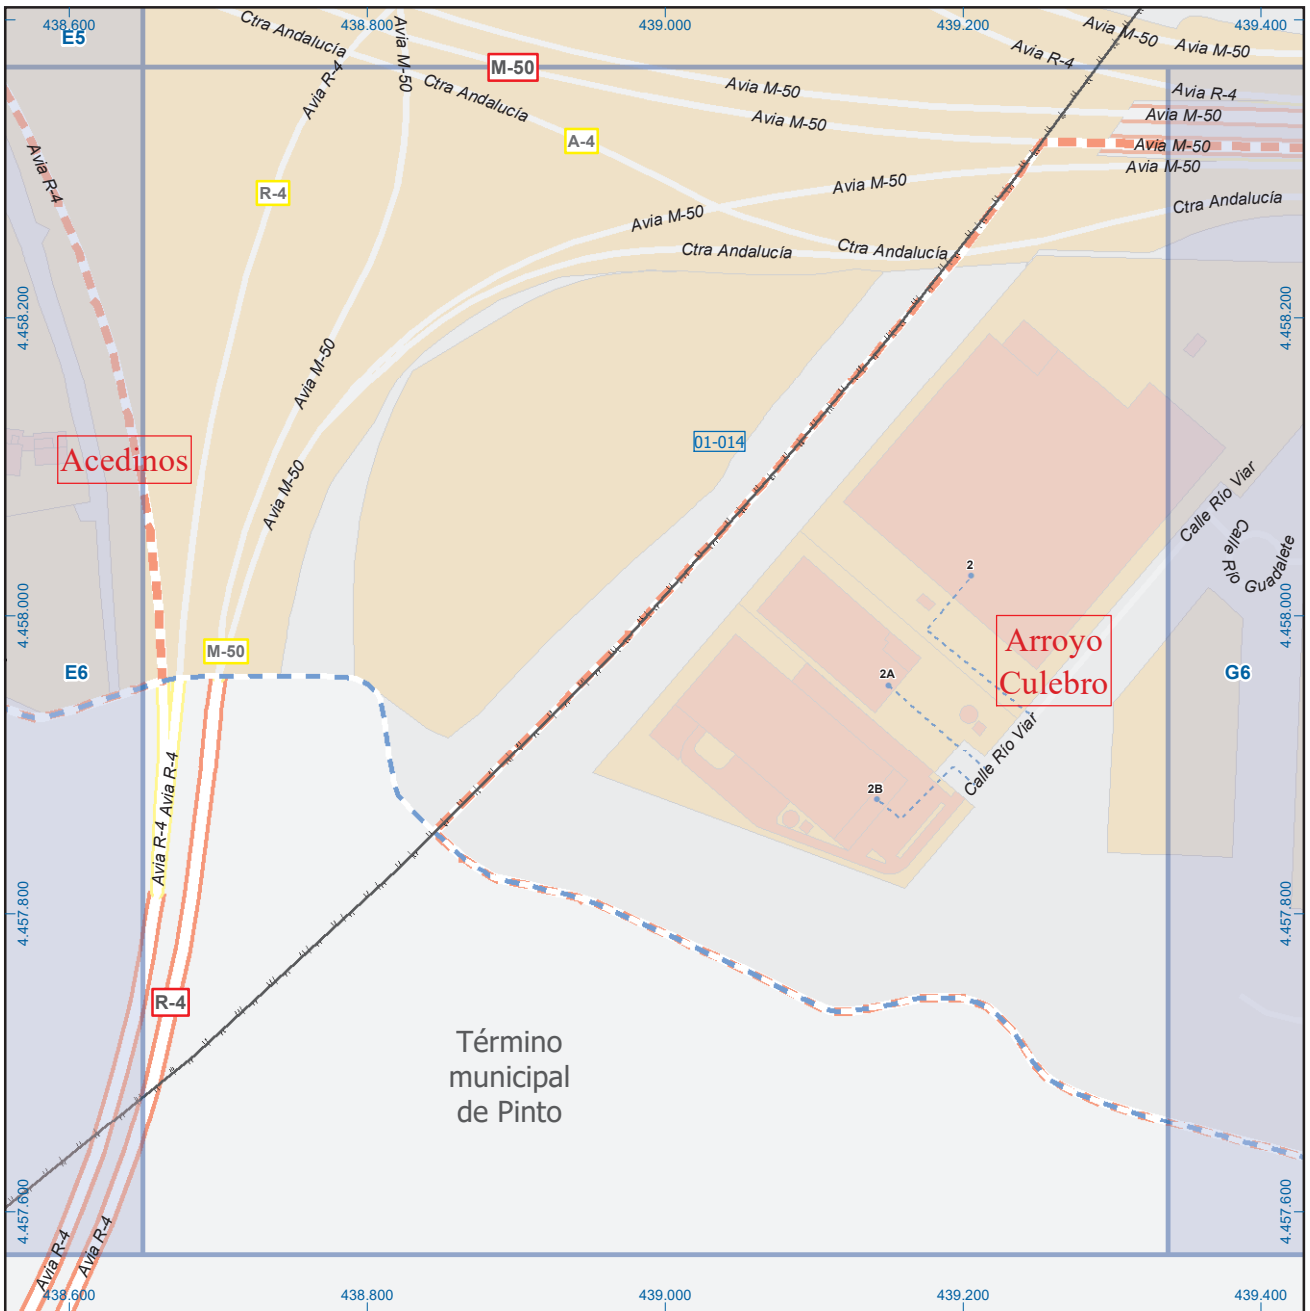 438.600
438.800
439.000
439.200
439.400
E5
Ctra Andalucía
Avia M-50
Avia R-4
Avia M-50
Avia M-50
Avia R-4
M-50
Ctra Andalucía
Avia M-50
Avia M-50
Avia R-4
Avia M-50
Avia M-50
Avia M-50
A-4
Avia R-4
R-4
Avia M-50
Avia M-50
Ctra Andalucía
Ctra Andalucía
Ctra Andalucía
4.458.200
4.458.200
Avia M-50
Acedinos
01-014
Avia M-50
Calle Río Viar
Calle Río
Guadalete
2
4.458.000
4.458.000
M-50
Arroyo
Culebro
E6
2A
G6
Calle Río Viar
Avia R-4
Avia R-4
2B
4.457.800
4.457.800
R-4
Término
municipal
de Pinto
4.457.600
4.457.600
Avia R-4
Avia R-4
438.600
438.800
439.000
439.200
439.400